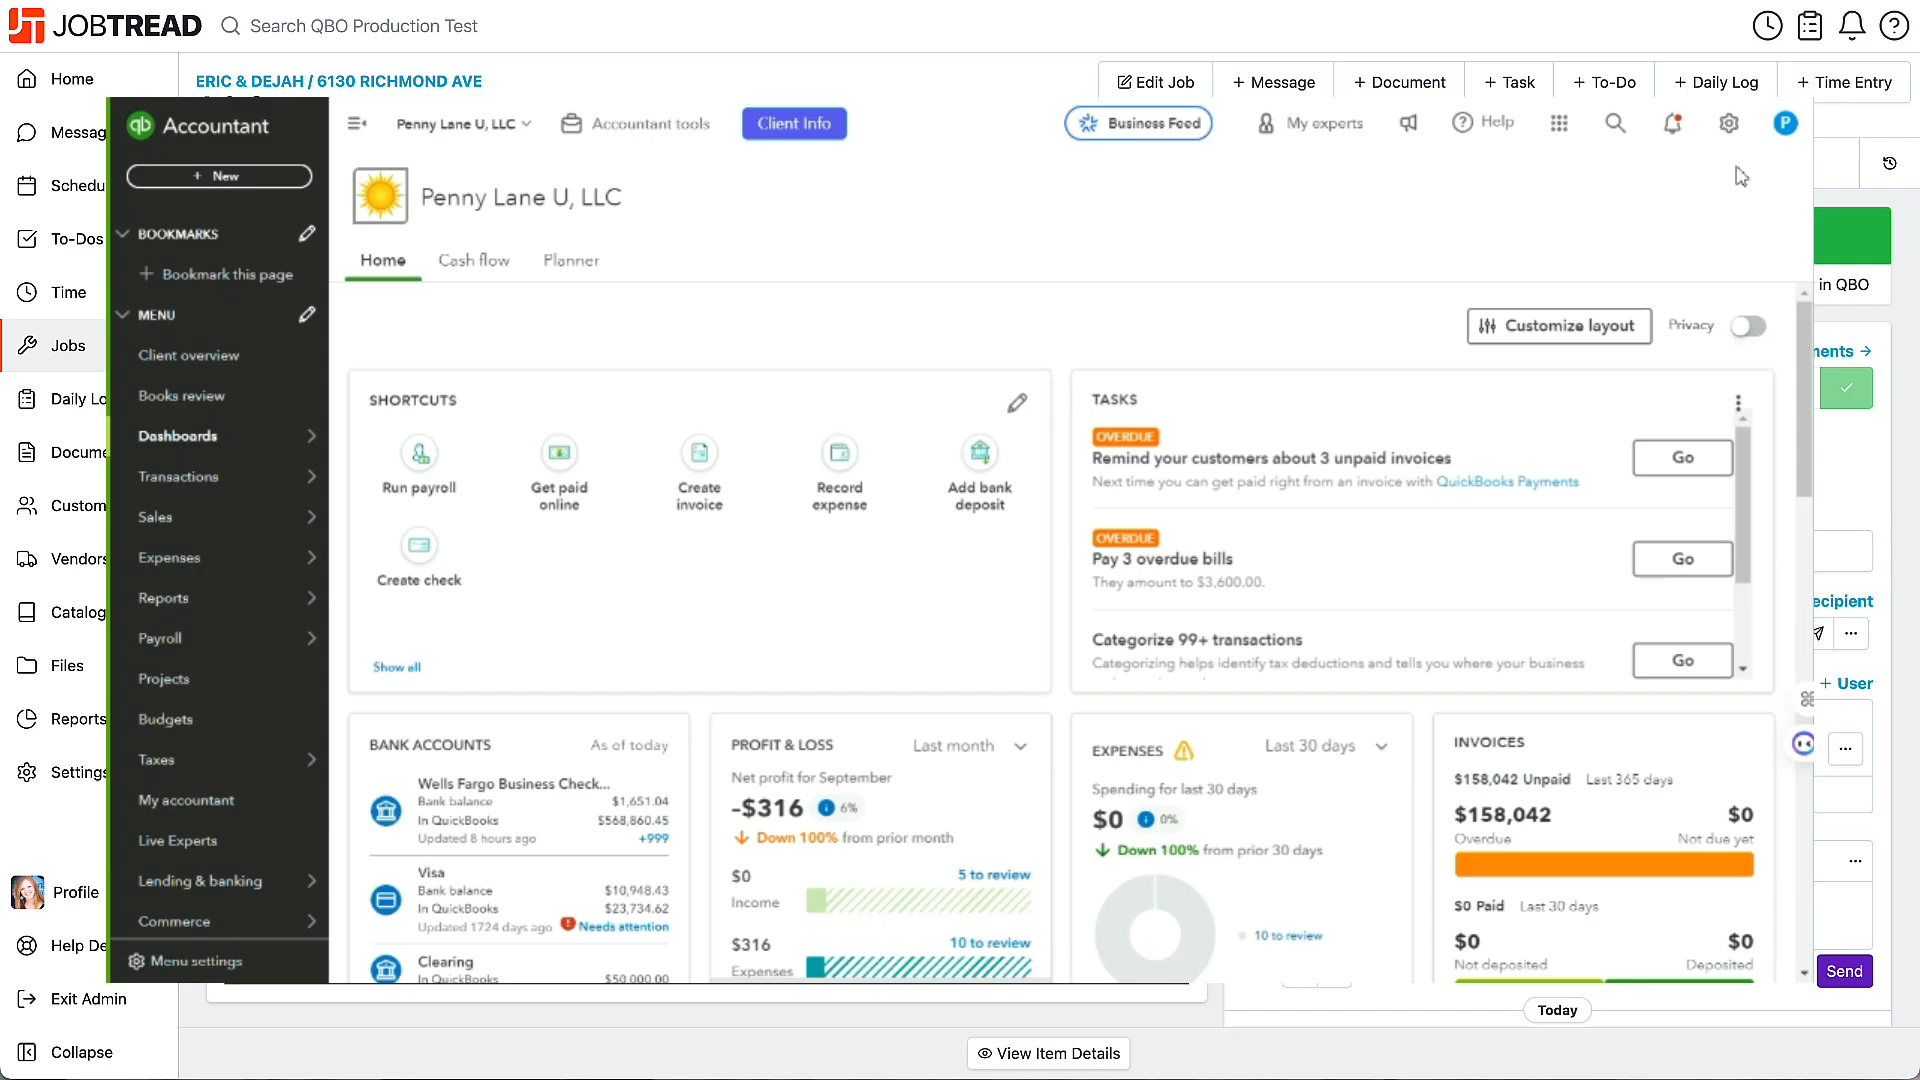 JOBTREAD
Search QBO Production Test
Home
ERIC & DEJAH / 6130 RICHMOND AVE
Edit Job
+ Message
+ Document
+ Task
+ To-Do
+ Daily Log
+ Time Entry
Messag
Schedu
To-Dos
Time
Jobs
Daily Lo
Docume
Custom
Vendors
Catalog
Files
Reports
Settings
Profile
Help De
Exit Admin
Collapse
qb Accountant
+ New
BOOKMARKS
+ Bookmark this page
MENU
Client overview
Books review
Dashboards
Transactions
Sales
Expenses
Reports
Payroll
Projects
Budgets
Taxes
My accountant
Live Experts
Lending & banking
Commerce
Menu settings
Penny Lane U, LLC
Accountant tools
Client Info
Business Feed
My experts
Help
P
Penny Lane U, LLC
Home
Cash flow
Planner
Customize layout
Privacy
SHORTCUTS
Run payroll
Get paid
online
Create
invoice
Record
expense
Add bank
deposit
Create check
Show all
TASKS
OVERDUE
Remind your customers about 3 unpaid invoices
Next time you can get paid right from an invoice with QuickBooks Payments
Go
OVERDUE
Pay 3 overdue bills
They amount to $3,600.00.
Go
Categorize 99+ transactions
Categorizing helps identify tax deductions and tells you where your business
Go
BANK ACCOUNTS
As of today
Wells Fargo Business Check...
Bank balance $1,651.04
In QuickBooks $568,860.45
Updated 8 hours ago +999
Visa
Bank balance $10,948.43
In QuickBooks $23,734.62
Updated 1724 days ago Needs attention
Clearing
In QuickBooks $50,000.00
PROFIT & LOSS
Last month
Net profit for September
-$316 6%
Down 100% from prior month
$0 5 to review
Income
$316 10 to review
Expenses
EXPENSES
Last 30 days
Spending for last 30 days
$0 0%
Down 100% from prior 30 days
10 to review
INVOICES
$158,042 Unpaid Last 365 days
$158,042 $0
Overdue Not due yet
$0 Paid Last 30 days
$0 $0
Not deposited Deposited
in QBO
ments →
ecipient
+ User
Send
Today
View Item Details